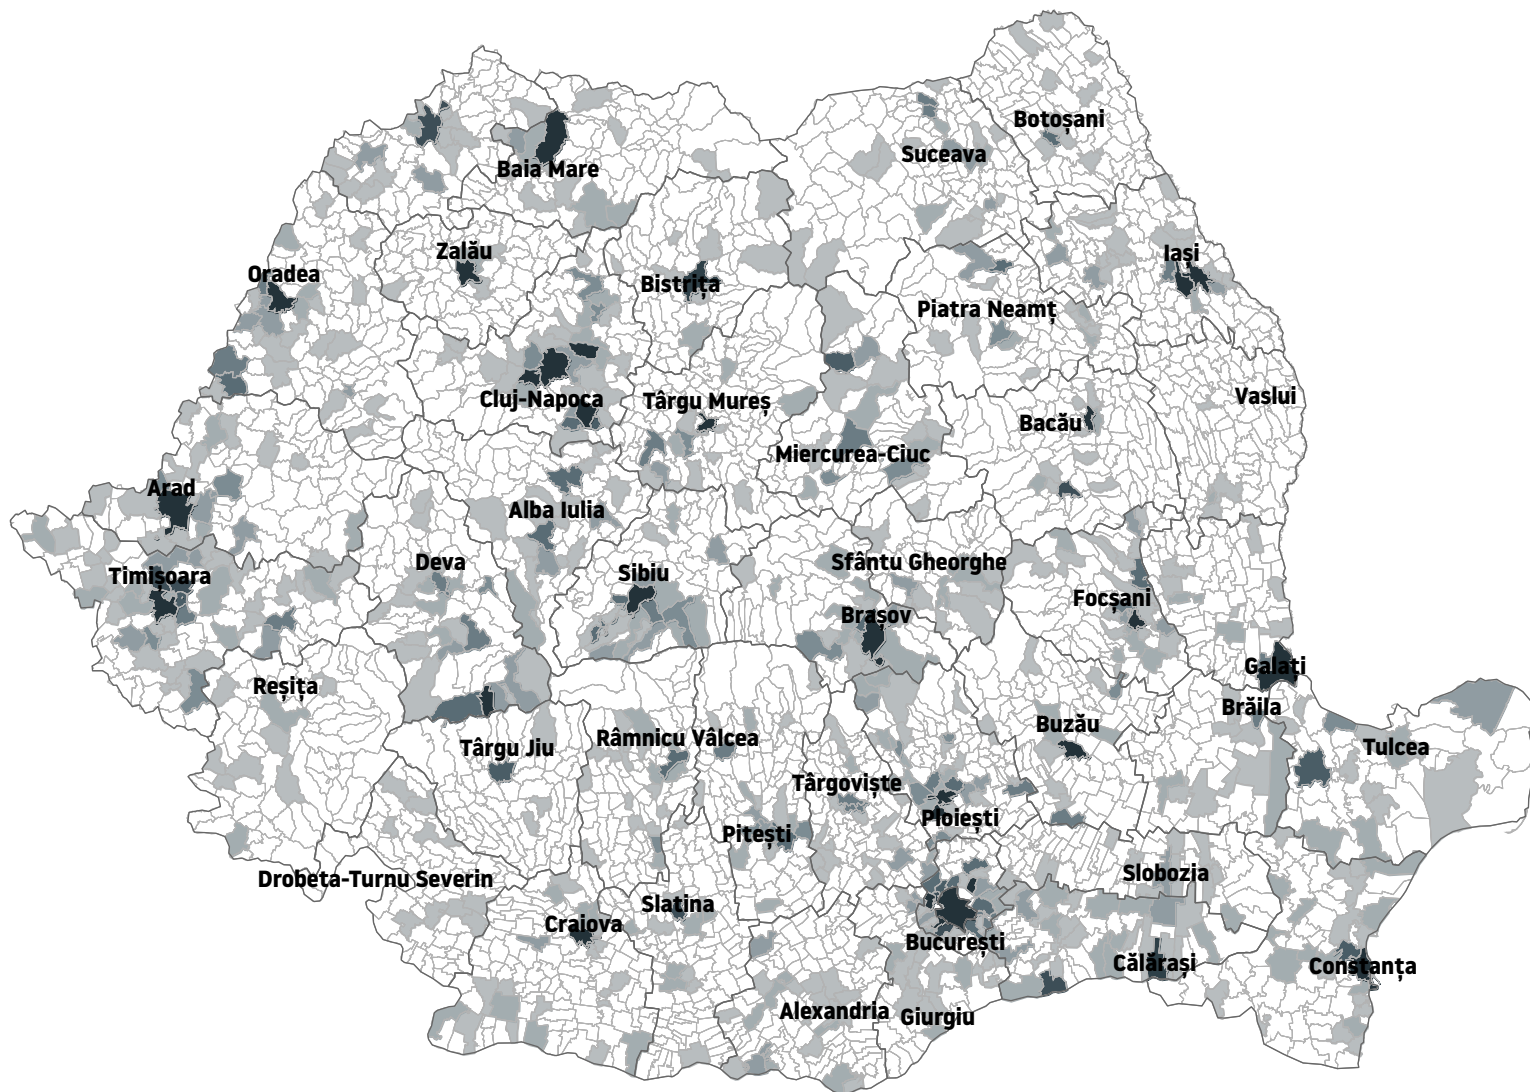 Botoșani
Suceava
Baia Mare
Zalău
Iași
Oradea
Bistrița
Piatra Neamț
Vaslui
Cluj-Napoca
Târgu Mureș
Bacău
Miercurea-Ciuc
Arad
Alba Iulia
Deva
Sfântu Gheorghe
Timișoara
Sibiu
Focșani
Brașov
Galați
Reșița
Brăila
Buzău
Râmnicu Vâlcea
Târgu Jiu
Tulcea
Târgoviște
Ploiești
Pitești
Slobozia
Drobeta-Turnu Severin
Slatina
Craiova
București
Călărași
Constanța
Alexandria
Giurgiu